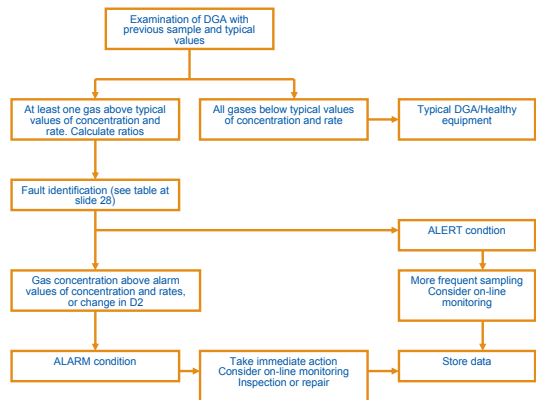 Examination of DGA with
previous sample and typical
values
At least one gas above typical
values of concentration and
rate. Calculate ratios
All gases below typical values
of concentration and rate
Typical DGA/Healthy
equipment
Fault identification (see table at
slide 28)
ALERT condtion
Gas concentration above alarm
values of concentration and rates,
or change in D2
More frequent sampling
Consider on-line
monitoring
ALARM condition
Take immediate action
Consider on-line monitoring
Inspection or repair
Store data